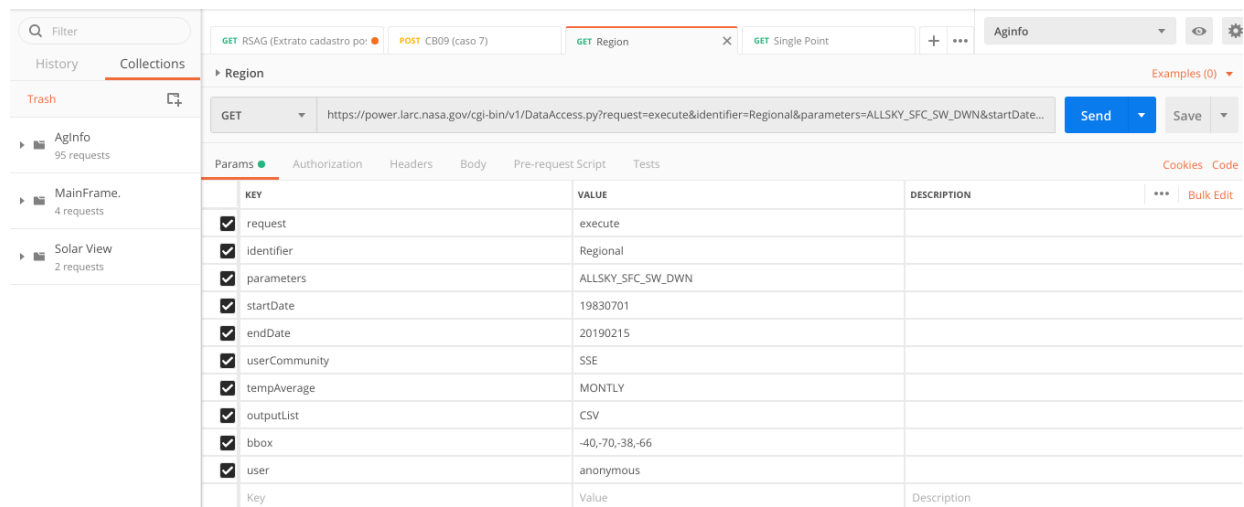 Filter
History Collections
Trash
AgInfo
95 requests
MainFrame.
4 requests
Solar View
2 requests
GET RSAG (Extrato cadastro po: POST CB09 (caso 7) GET Region GET Single Point
Aginfo
Region
Examples (0)
GET https://power.larc.nasa.gov/cgi-bin/v1/DataAccess.py?request=execute&identifier=Regional&parameters=ALLSKY_SFC_SW_DWN&startDate... Send Save
Params Authorization Headers Body Pre-request Script Tests Cookies Code
KEY VALUE DESCRIPTION Bulk Edit
request execute
identifier Regional
parameters ALLSKY_SFC_SW_DWN
startDate 19830701
endDate 20190215
userCommunity SSE
tempAverage MONTLY
outputList CSV
bbox -40,-70,-38,-66
user anonymous
Key Value Description